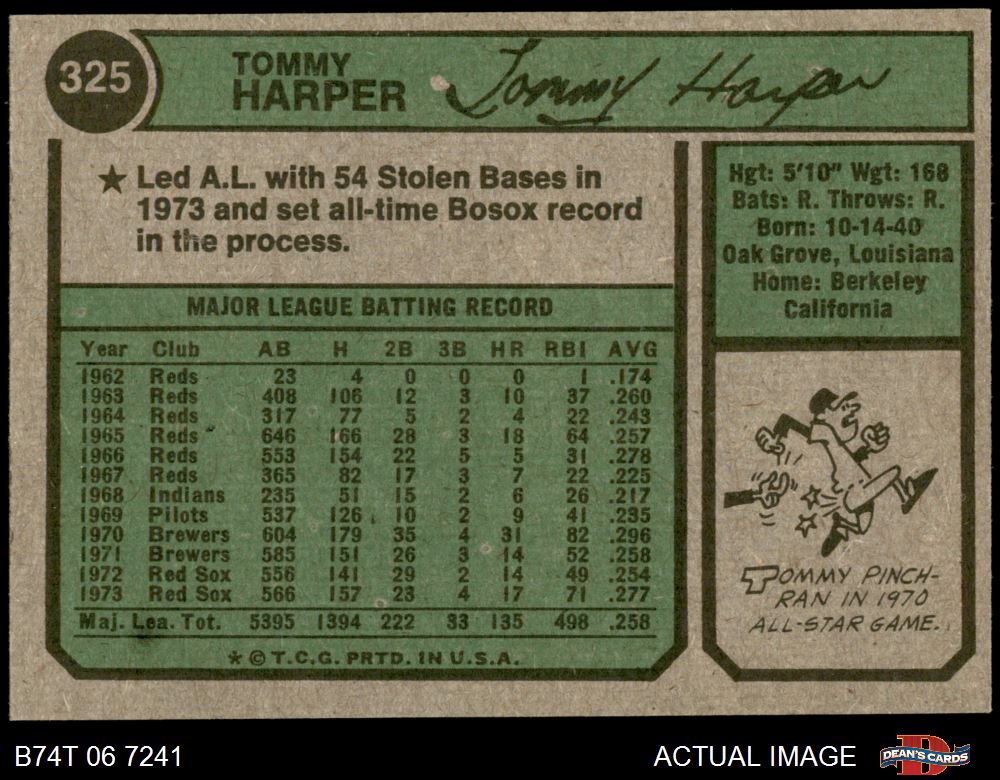 325
TOMMY
HARPER
Tommy Harper
★ Led A.L. with 54 Stolen Bases in
1973 and set all-time Bosox record
in the process.
MAJOR LEAGUE BATTING RECORD
Year Club AB H 2B 3B HR RBI AVG
1962 Reds 23 4 0 0 0 1 .174
1963 Reds 408 106 12 3 10 37 .260
1964 Reds 317 77 5 2 4 22 .243
1965 Reds 646 166 28 3 18 64 .257
1966 Reds 553 154 22 5 5 31 .278
1967 Reds 365 82 17 3 7 22 .225
1968 Indians 235 51 15 2 6 26 .217
1969 Pilots 537 126 10 2 9 41 .235
1970 Brewers 604 179 35 4 31 82 .296
1971 Brewers 585 151 26 3 14 52 .258
1972 Red Sox 556 141 29 2 14 49 .254
1973 Red Sox 566 157 23 4 17 71 .277
Maj. Lea. Tot. 5395 1394 222 33 135 498 .258
★ © T.C.G. PRTD. IN U.S.A.
Hgt: 5'10" Wgt: 168
Bats: R. Throws: R.
Born: 10-14-40
Oak Grove, Louisiana
Home: Berkeley
California
TOMMY PINCH-
RAN IN 1970
ALL-STAR GAME.
B74T 06 7241
ACTUAL IMAGE
DEAN'S CARDS